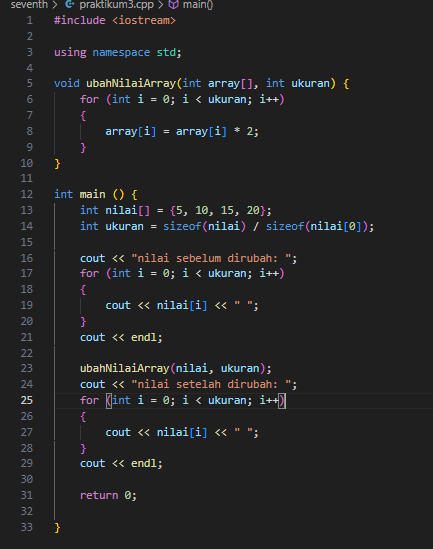 seventh > praktikum3.cpp > main()
1 #include <iostream>
2
3 using namespace std;
4
5 void ubahNilaiArray(int array[], int ukuran) {
6     for (int i = 0; i < ukuran; i++)
7     {
8         array[i] = array[i] * 2;
9     }
10 }
11
12 int main () {
13     int nilai[] = {5, 10, 15, 20};
14     int ukuran = sizeof(nilai) / sizeof(nilai[0]);
15
16     cout << "nilai sebelum dirubah: ";
17     for (int i = 0; i < ukuran; i++)
18     {
19         cout << nilai[i] << " ";
20     }
21     cout << endl;
22
23     ubahNilaiArray(nilai, ukuran);
24     cout << "nilai setelah dirubah: ";
25     for (int i = 0; i < ukuran; i++)
26     {
27         cout << nilai[i] << " ";
28     }
29     cout << endl;
30
31     return 0;
32
33 }